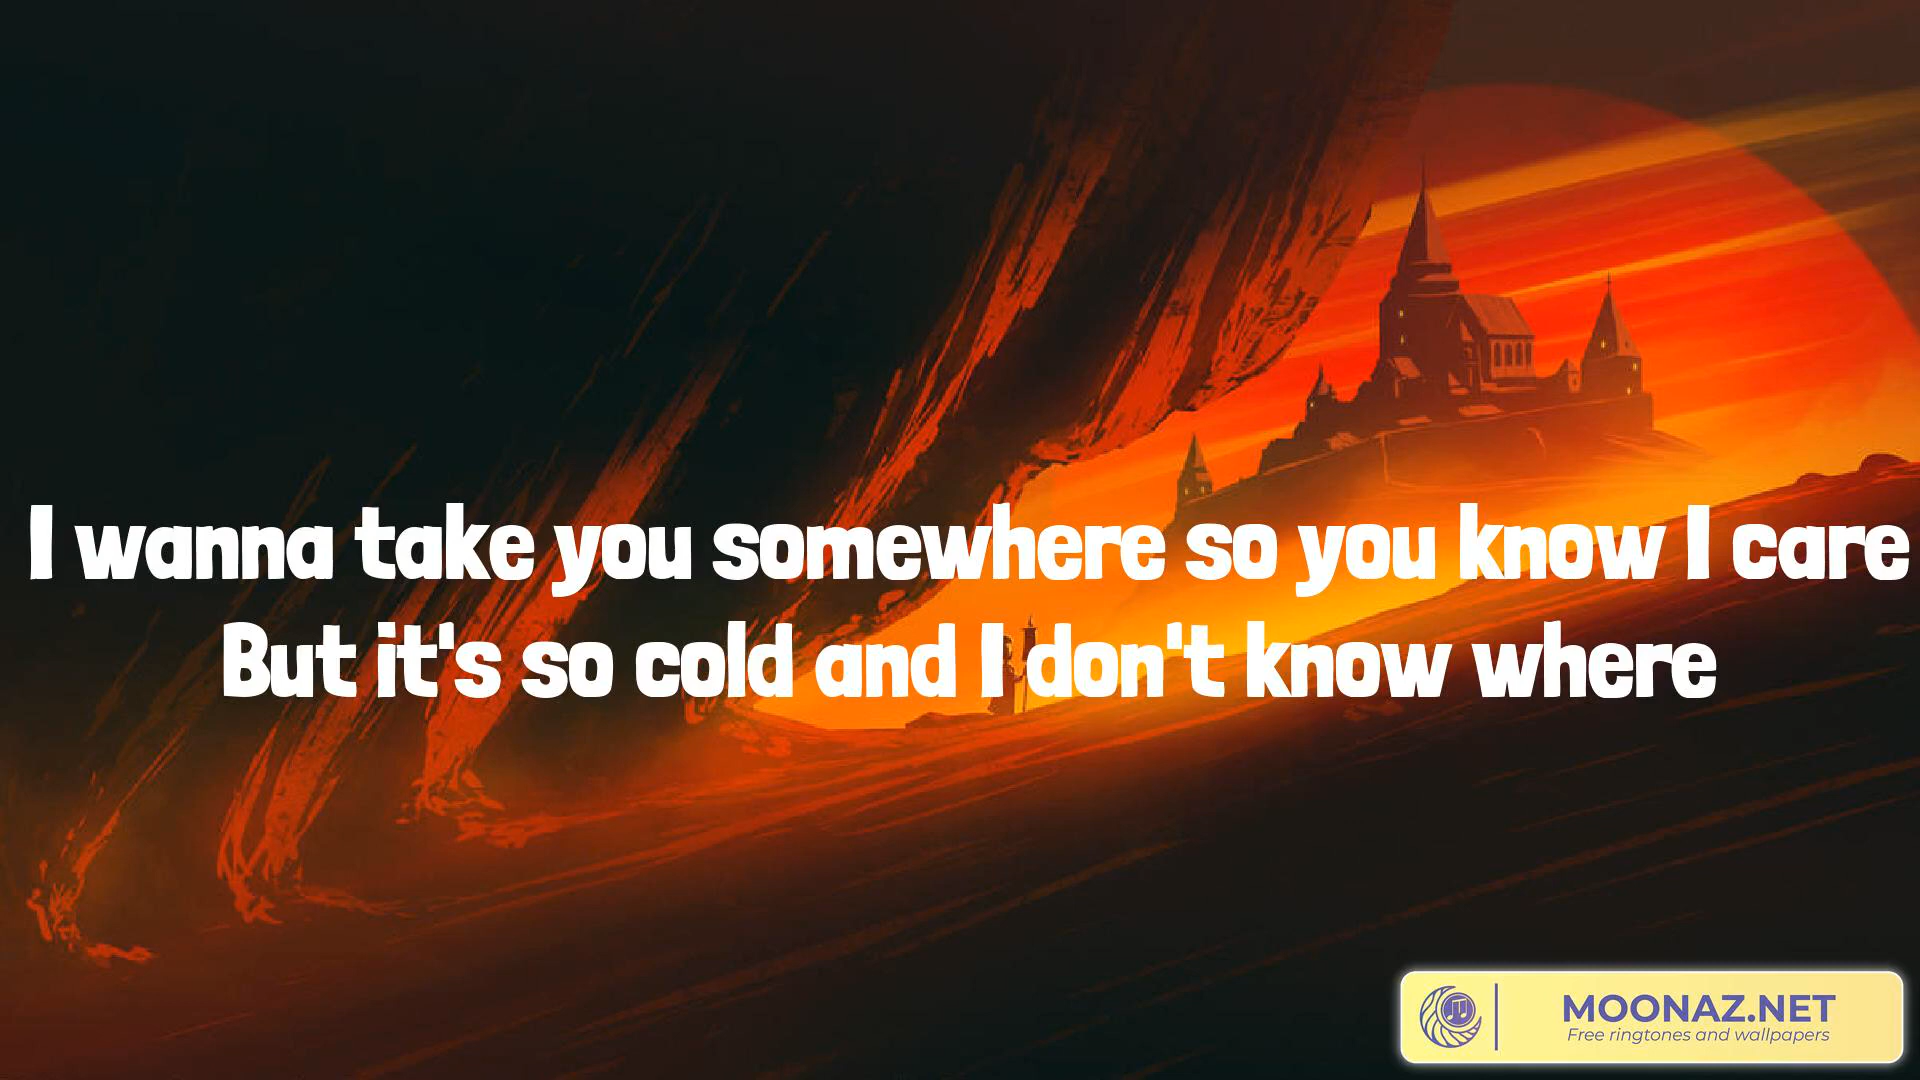 I wanna take you somewhere so you know I care
But it's so cold and I don't know where
MOONAZ.NET
Free ringtones and wallpapers